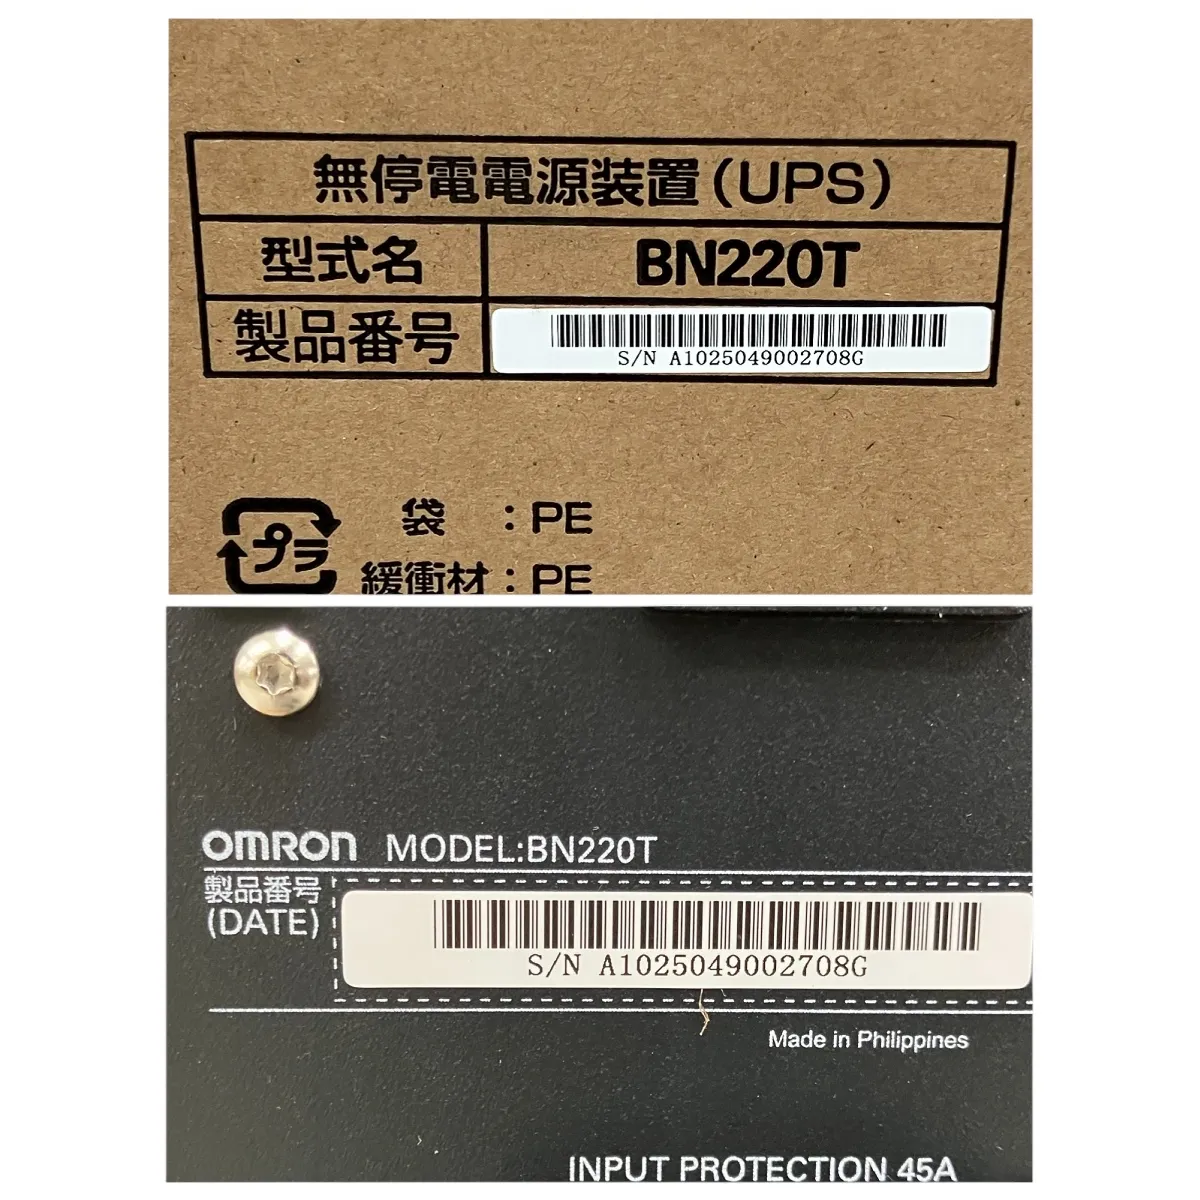 無停電電源装置(UPS)
型式名 BN220T
製品番号 S/N A1025049002708G
プラ
袋 : PE
緩衝材 : PE
OMRON MODEL:BN220T
製品番号
(DATE)
S/N A1025049002708G
Made in Philippines
INPUT PROTECTION 45A